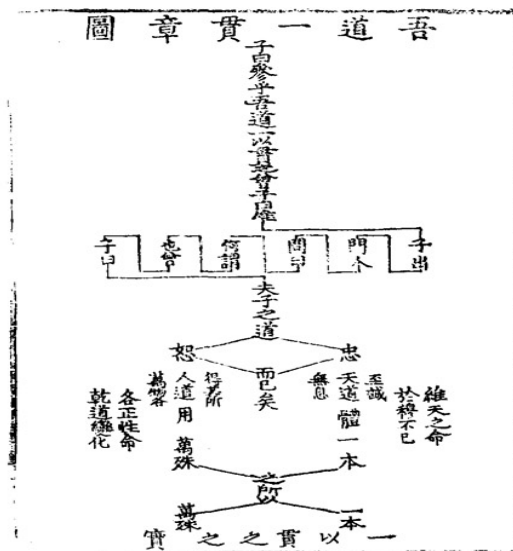 吾道一貫章圖
子曰參乎吾道一以貫之曾子曰唯
子出
門人
問曰
何謂
也曾
子曰
夫子之道
忠
恕
而已矣
維天之命
於穆不已
至誠
天道體一本
無息
得其所
人道用萬殊
萬物各
各正性命
乾道變化
之所以
一本
萬殊
一以貫之之實